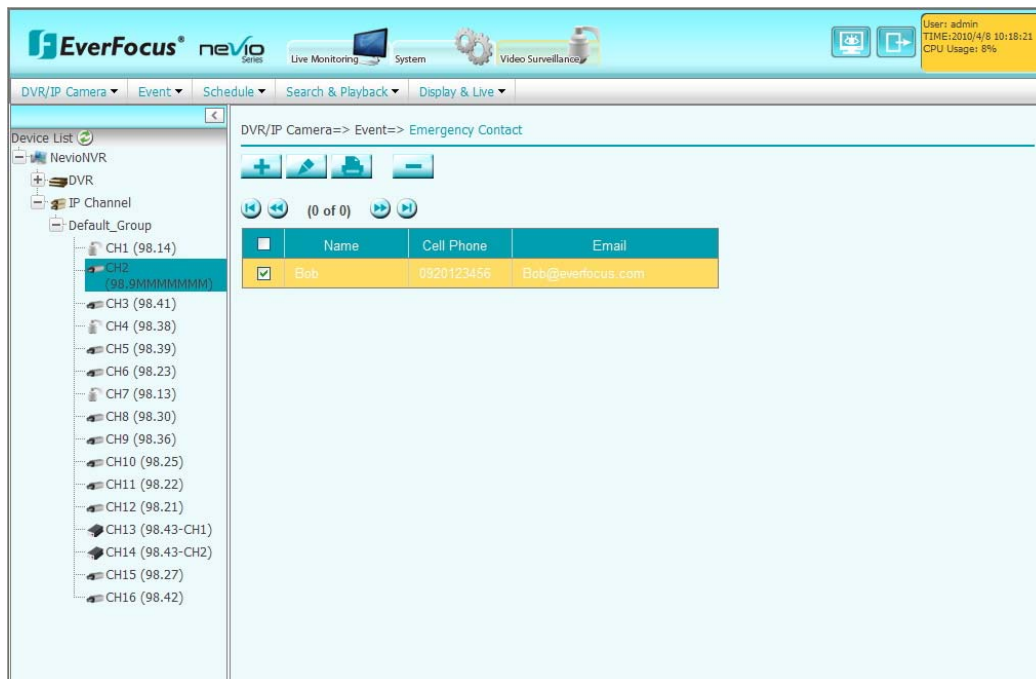 EverFocus® nevio Series
Live Monitoring System Video Surveillance
User: admin
TIME:2010/4/8 10:18:21
CPU Usage: 8%
DVR/IP Camera Event Schedule Search & Playback Display & Live
Device List
NevioNVR
DVR
IP Channel
Default_Group
CH1 (98.14)
CH2
(98.9MMMMMMM)
CH3 (98.41)
CH4 (98.38)
CH5 (98.39)
CH6 (98.23)
CH7 (98.13)
CH8 (98.30)
CH9 (98.36)
CH10 (98.25)
CH11 (98.22)
CH12 (98.21)
CH13 (98.43-CH1)
CH14 (98.43-CH2)
CH15 (98.27)
CH16 (98.42)
DVR/IP Camera=> Event=> Emergency Contact
(0 of 0)
Name Cell Phone Email
Bob 0920123456 Bob@everfocus.com